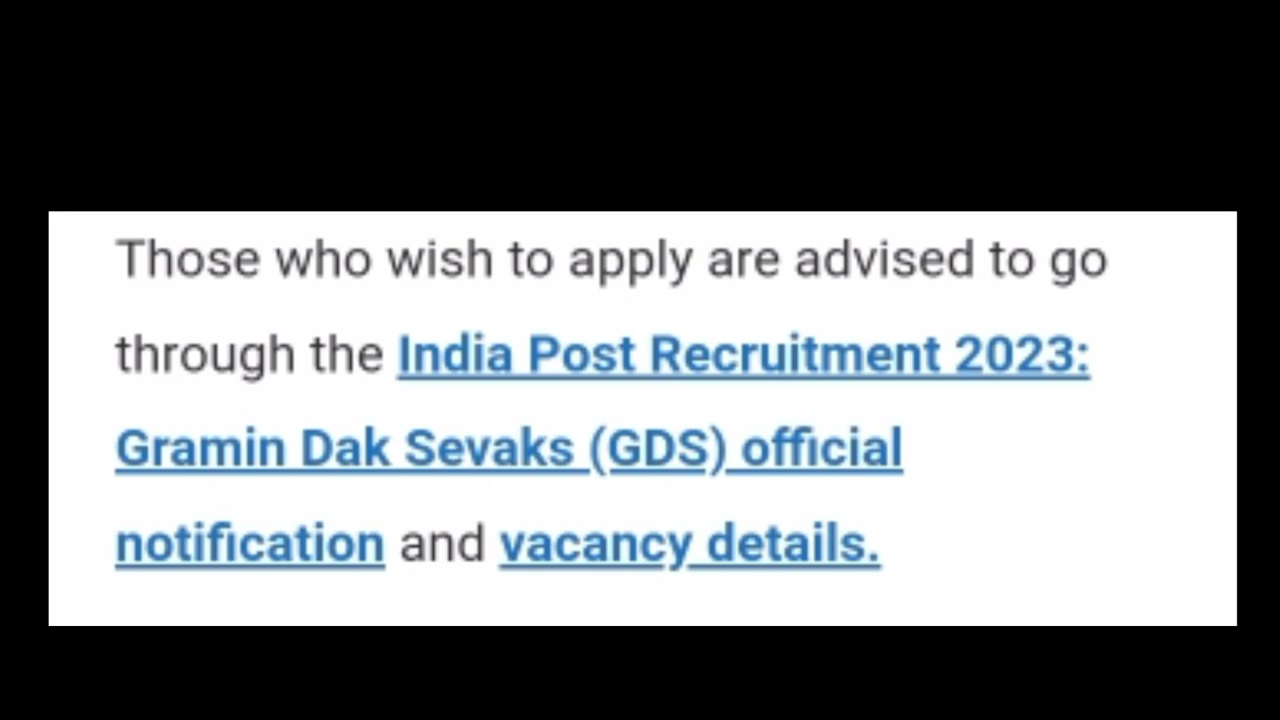 Those who wish to apply are advised to go
through the India Post Recruitment 2023:
Gramin Dak Sevaks (GDS) official
notification and vacancy details.